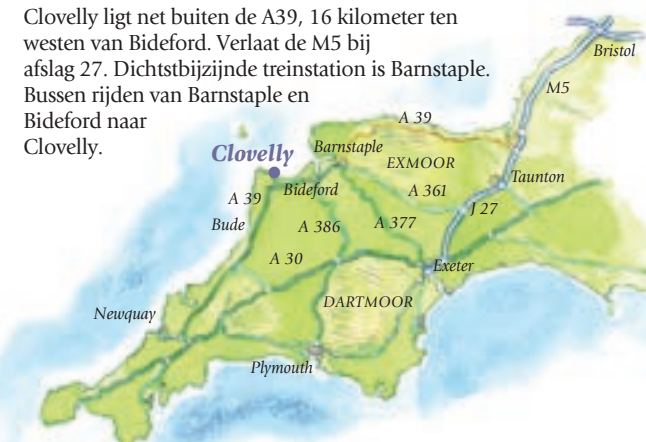 Clovelly ligt net buiten de A39, 16 kilometer ten
westen van Bideford. Verlaat de M5 bij
afslag 27. Dichtstbijzijnde treinstation is Barnstaple.
Bussen rijden van Barnstaple en
Bideford naar
Clovelly.
Bristol
M5
A 39
Barnstaple
Clovelly
EXMOOR
Taunton
Bideford
A 361
A 39
J 27
Bude
A 386
A 377
A 30
Exeter
DARTMOOR
Newquay
Plymouth